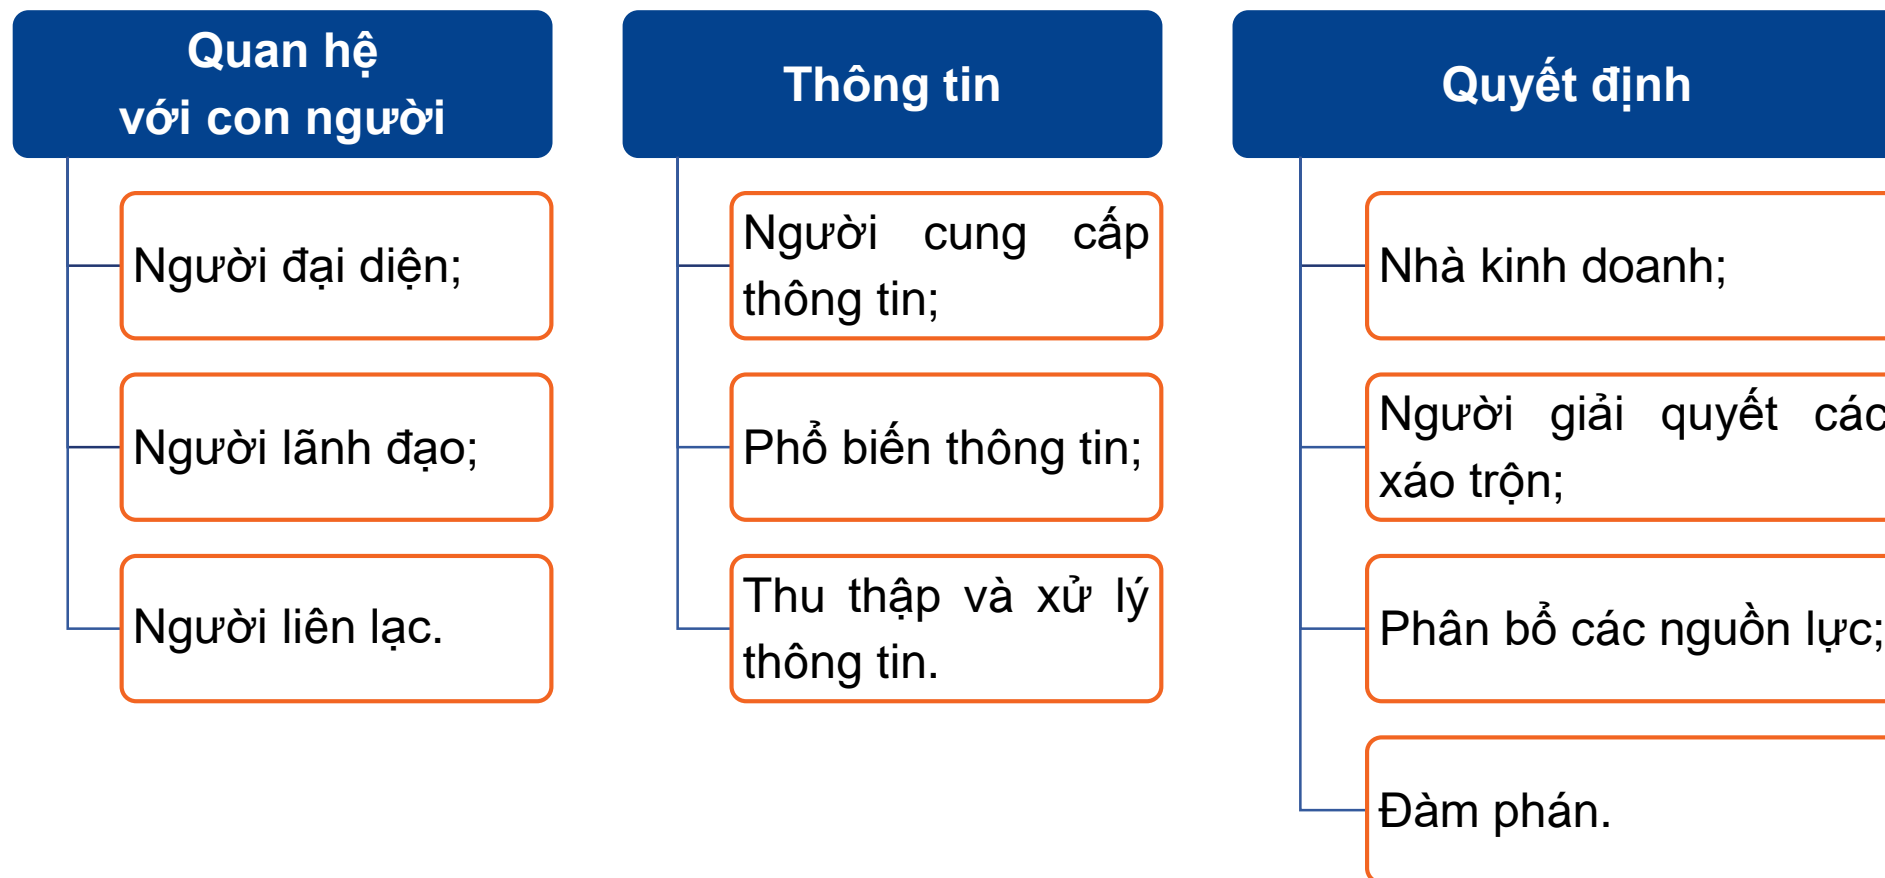 Quan hệ
với con người
Người đại diện;
Người lãnh đạo;
Người liên lạc.
Thông tin
Người cung cấp
thông tin;
Phổ biến thông tin;
Thu thập và xử lý
thông tin.
Quyết định
Nhà kinh doanh;
Người giải quyết các
xáo trộn;
Phân bổ các nguồn lực;
Đàm phán.